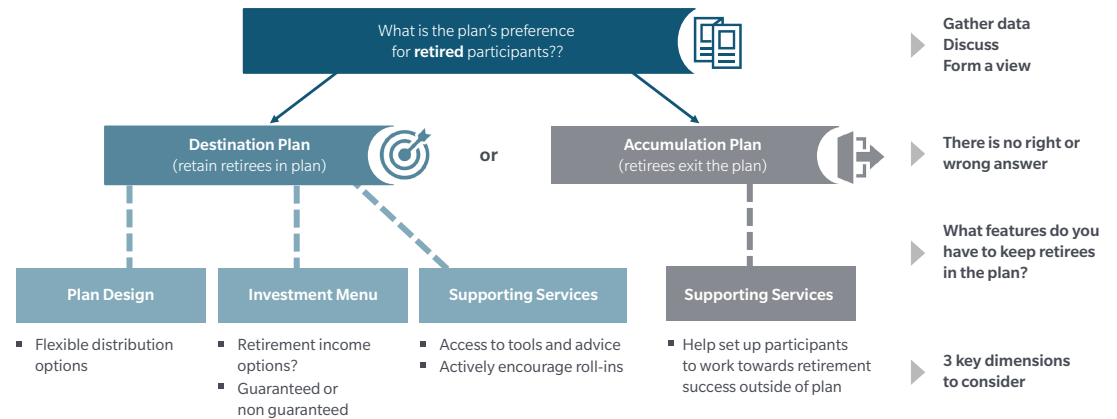 What is the plan's preference
for retired participants??
Gather data
Discuss
Form a view
Destination Plan
(retain retirees in plan)
or
Accumulation Plan
(retirees exit the plan)
There is no right or
wrong answer
What features do you
have to keep retirees
in the plan?
Plan Design
Investment Menu
Supporting Services
Supporting Services
▪ Flexible distribution
options
▪ Retirement income
options?
▪ Guaranteed or
non guaranteed
▪ Access to tools and advice
▪ Actively encourage roll-ins
▪ Help set up participants
to work towards retirement
success outside of plan
3 key dimensions
to consider